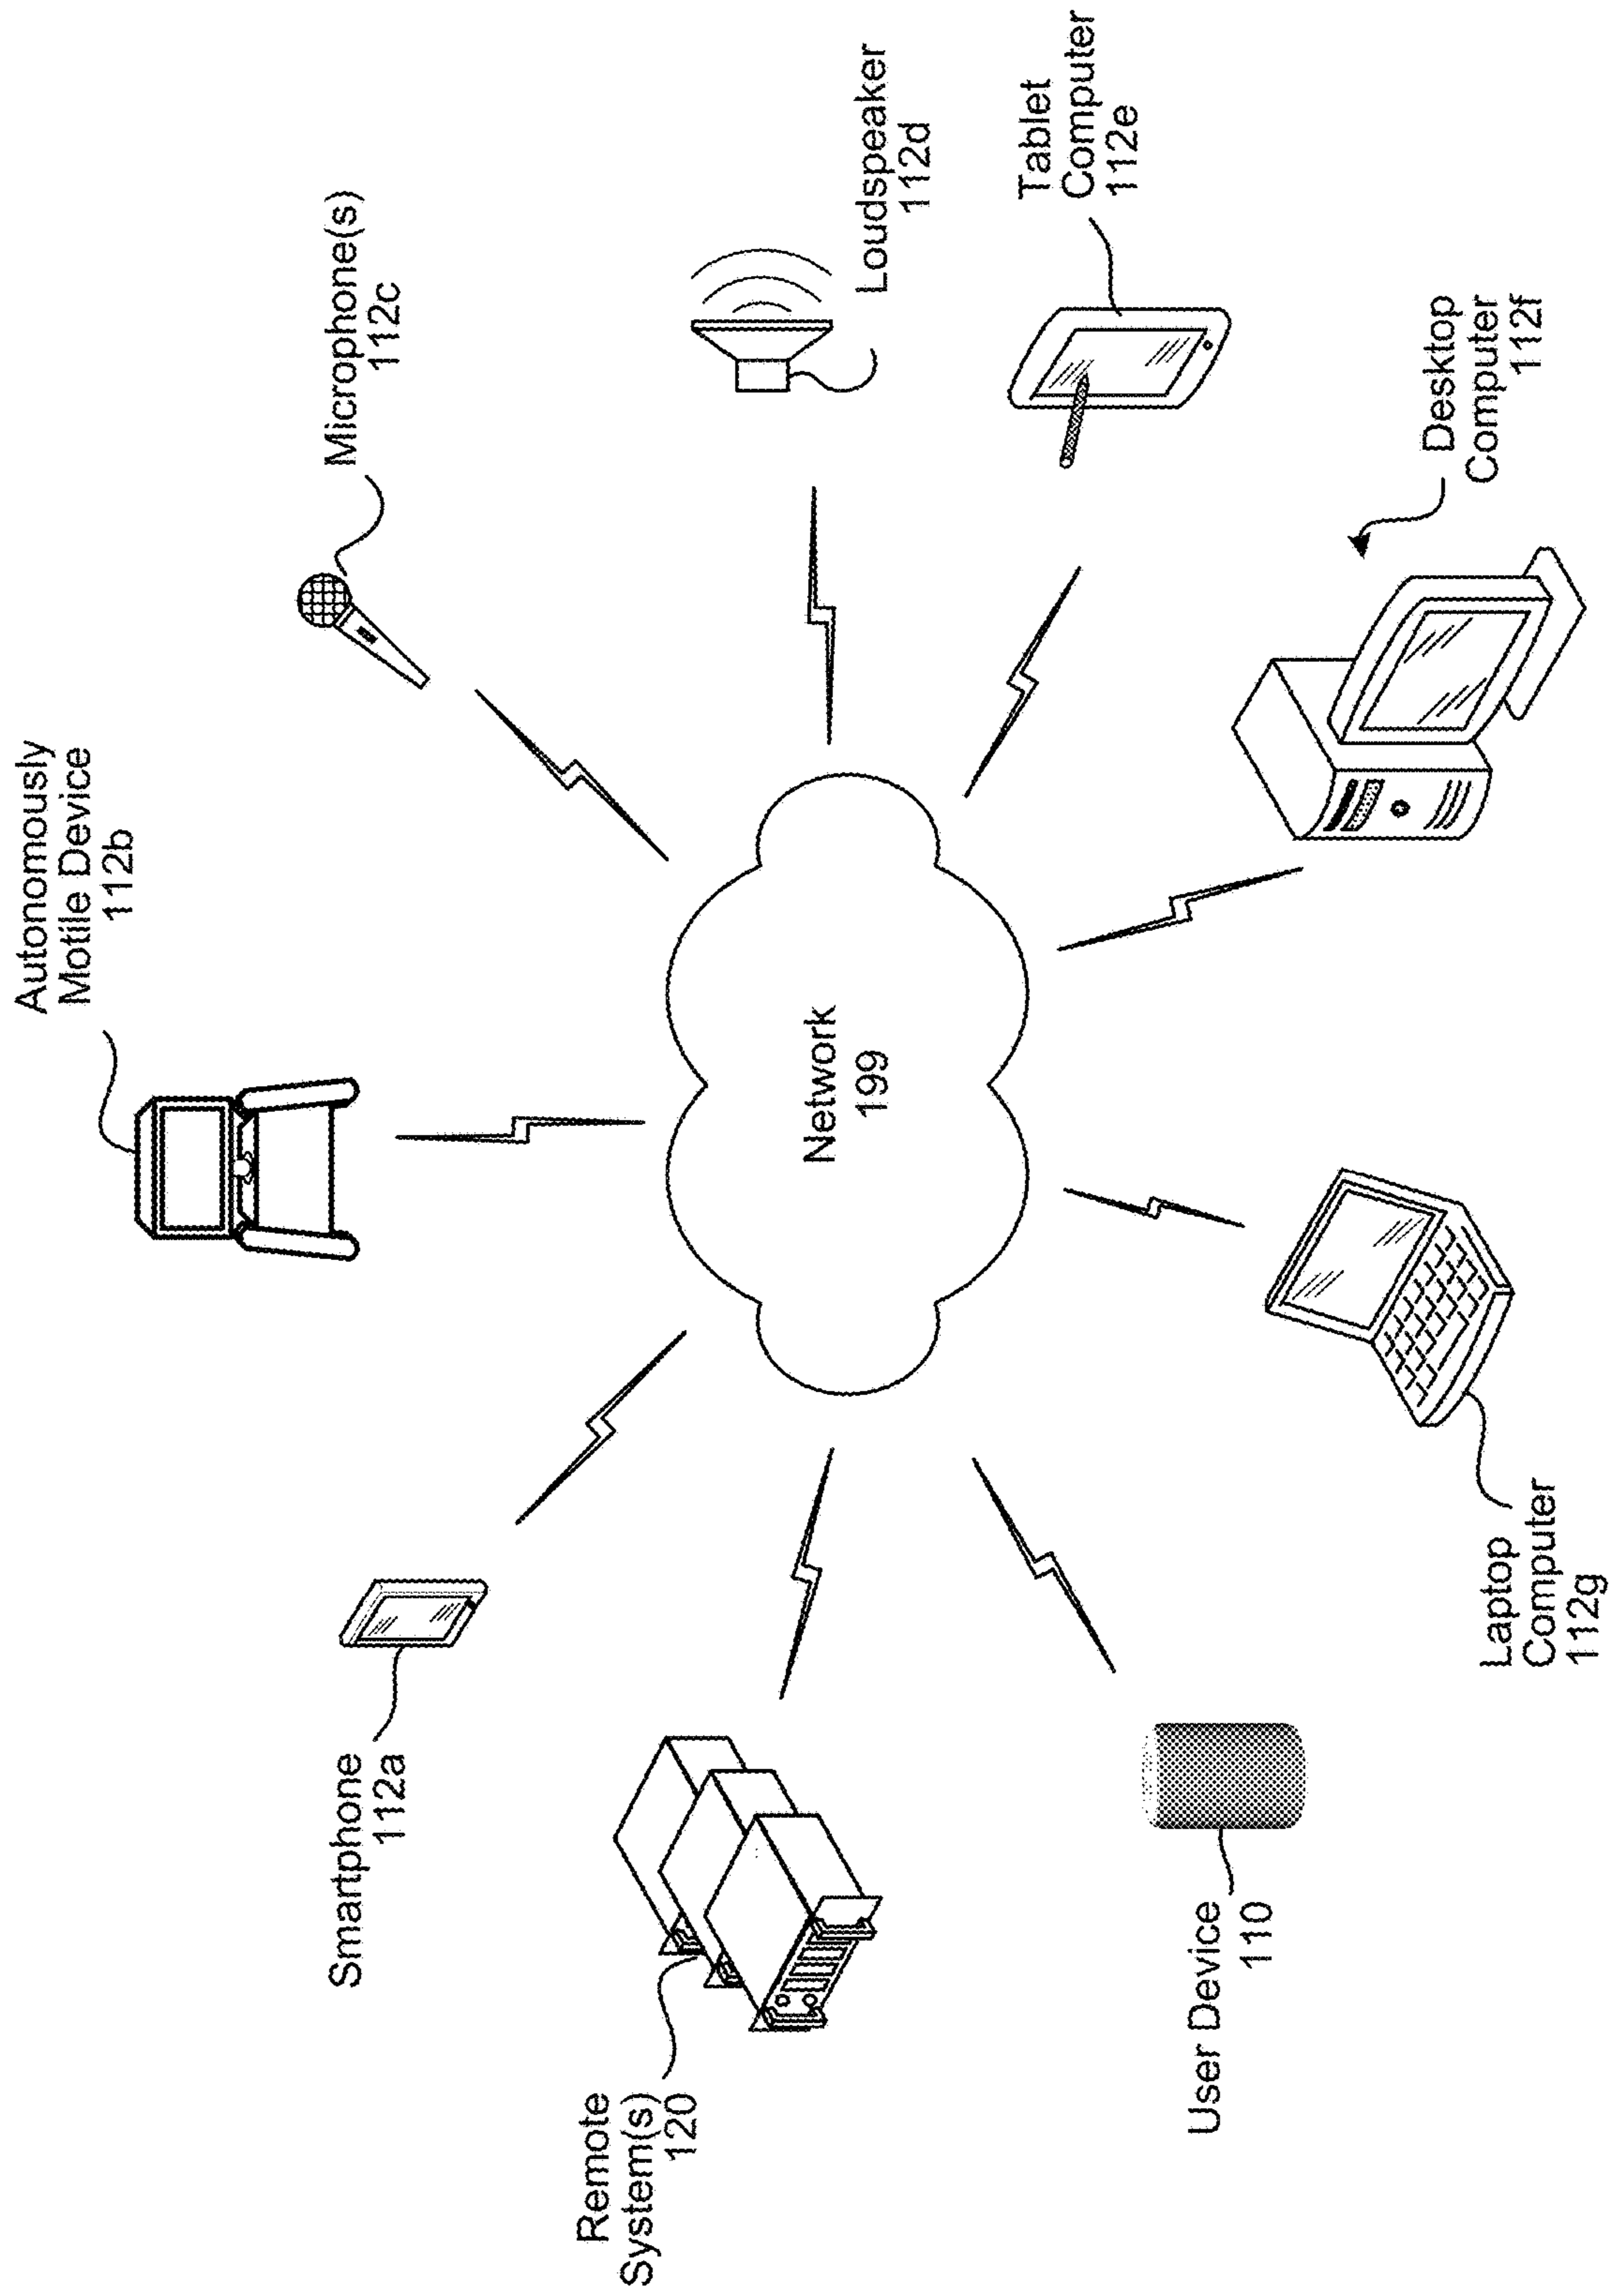 Autonomously
Motile Device
112b
Microphone(s)
112c
Smartphone
112a
Loudspeaker
112d
Remote
System(s)
120
Network
199
Tablet
Computer
112e
User Device
110
Laptop
Computer
112g
Desktop
Computer
112f